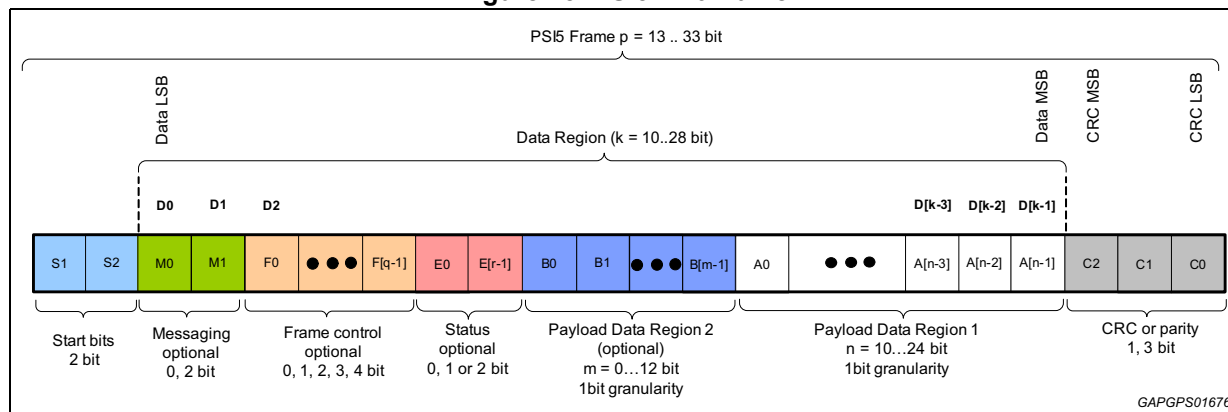 PSI5 Frame p = 13 .. 33 bit
Data LSB
Data MSB
CRC MSB
CRC LSB
Data Region (k = 10..28 bit)
D0 D1 D2 D[k-3] D[k-2] D[k-1]
S1 S2 M0 M1 F0 ●●● F[q-1] E0 E[r-1] B0 B1 ●●● B[m-1] A0 ●●● A[n-3] A[n-2] A[n-1] C2 C1 C0
Start bits
2 bit
Messaging
optional
0, 2 bit
Frame control
optional
0, 1, 2, 3, 4 bit
Status
optional
0, 1 or 2 bit
Payload Data Region 2
(optional)
m = 0…12 bit
1bit granularity
Payload Data Region 1
n = 10…24 bit
1bit granularity
CRC or parity
1, 3 bit
GAPGPS01676